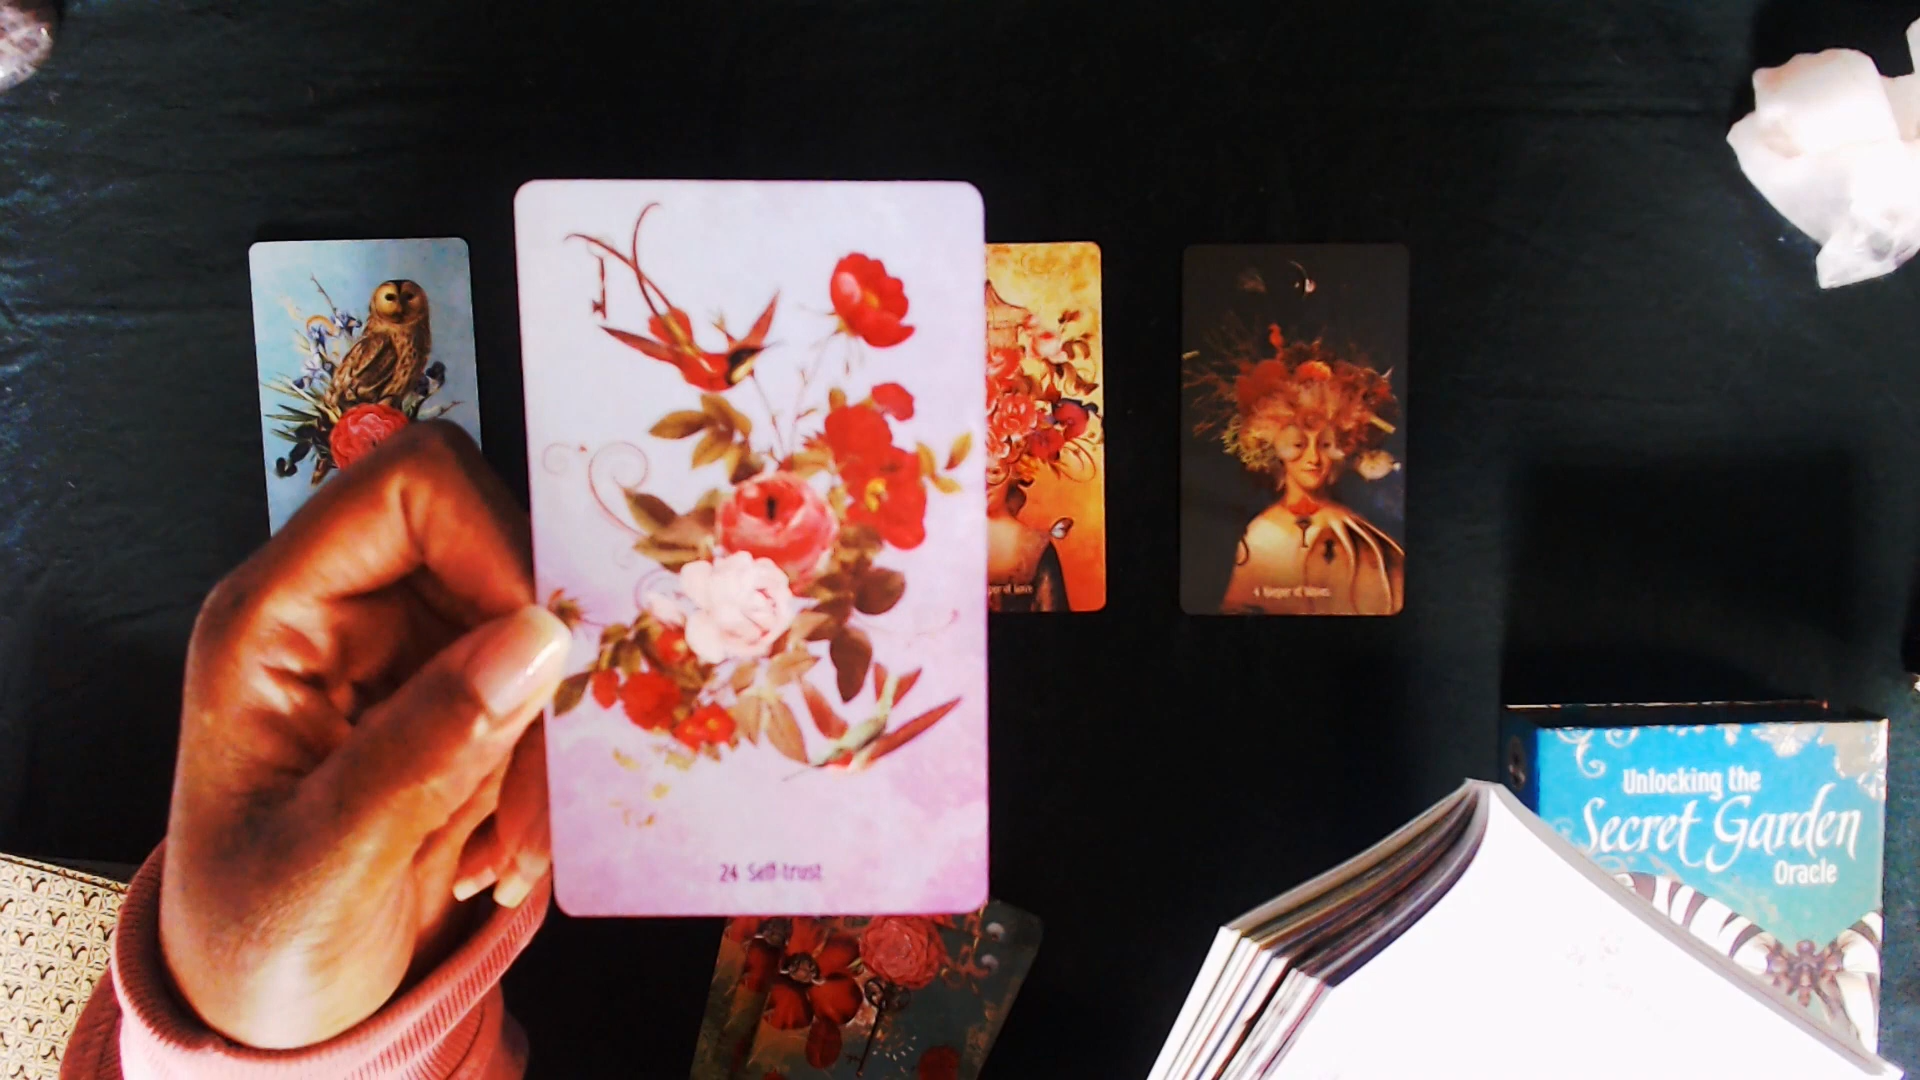 24 Self-trust
Unlocking the
Secret Garden
Oracle